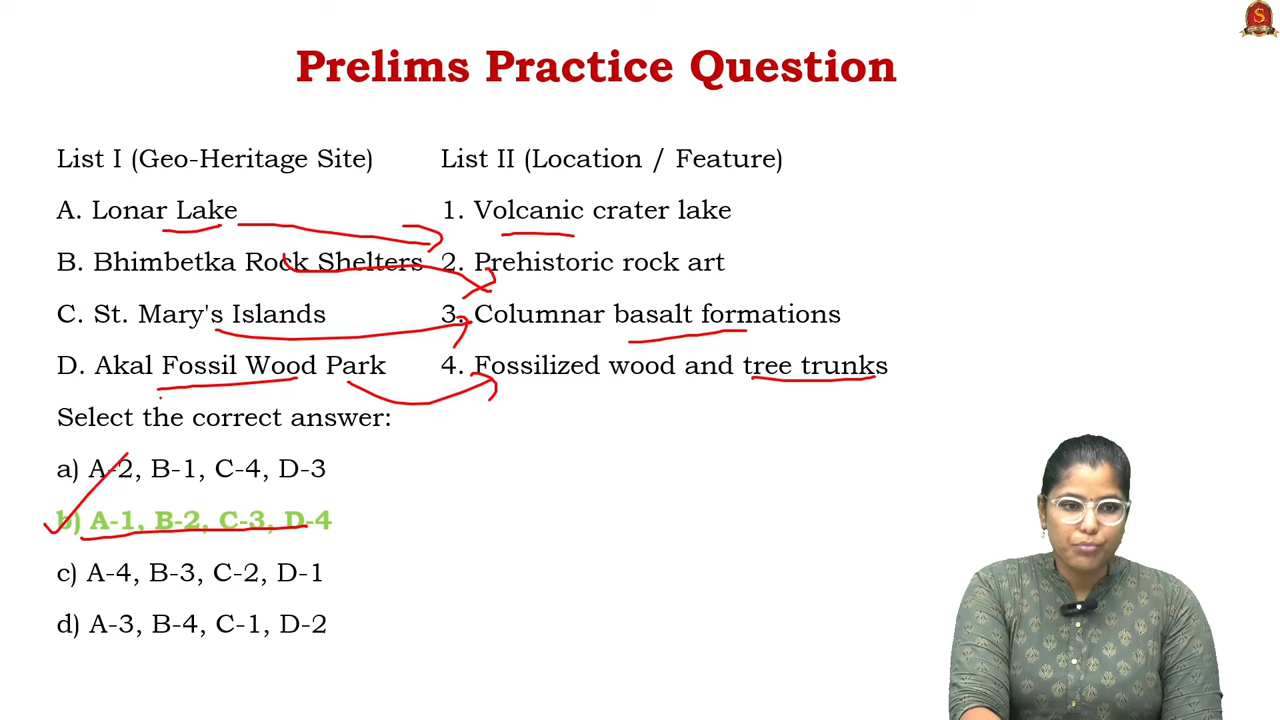 Prelims Practice Question
List I (Geo-Heritage Site) List II (Location / Feature)
A. Lonar Lake 1. Volcanic crater lake
B. Bhimbetka Rock Shelters 2. Prehistoric rock art
C. St. Mary's Islands 3. Columnar basalt formations
D. Akal Fossil Wood Park 4. Fossilized wood and tree trunks
Select the correct answer:
a) A-2, B-1, C-4, D-3
b) A-1, B-2, C-3, D-4
c) A-4, B-3, C-2, D-1
d) A-3, B-4, C-1, D-2